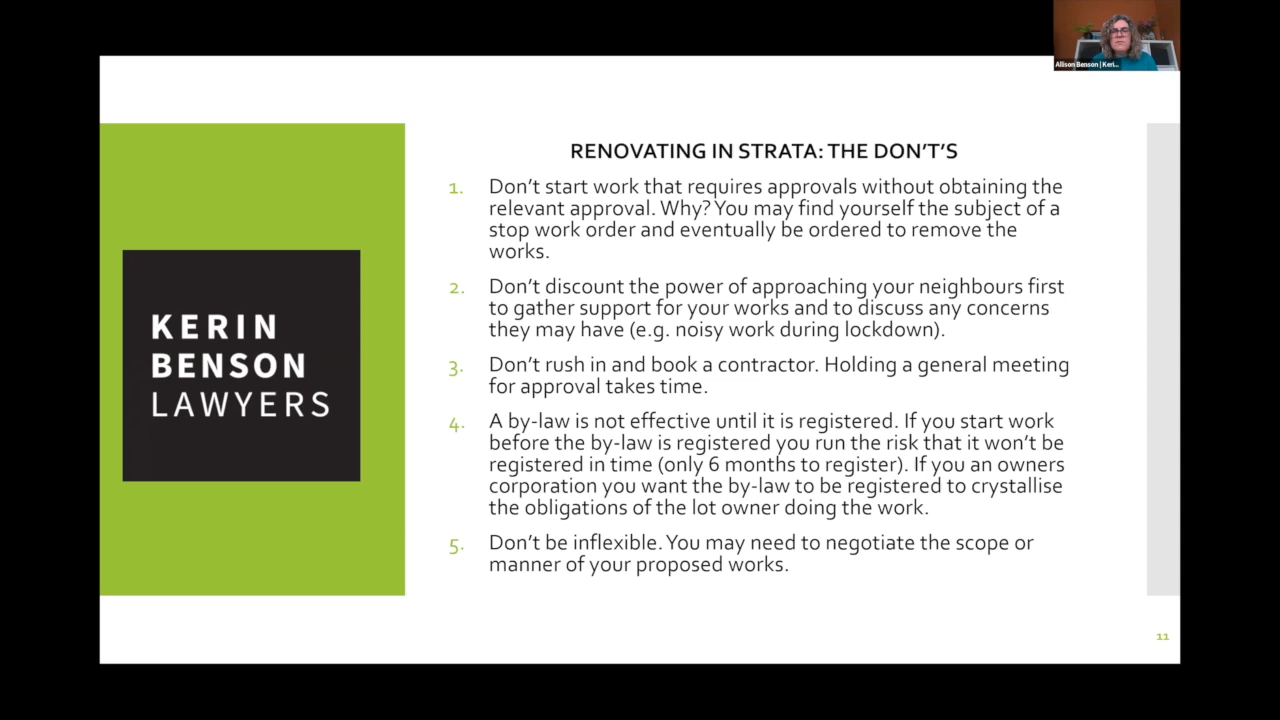 Allison Benson | Keri...
RENOVATING IN STRATA: THE DON'T'S
1. Don't start work that requires approvals without obtaining the
relevant approval. Why? You may find yourself the subject of a
stop work order and eventually be ordered to remove the
works.
2. Don't discount the power of approaching your neighbours first
to gather support for your works and to discuss any concerns
they may have (e.g. noisy work during lockdown).
3. Don't rush in and book a contractor. Holding a general meeting
for approval takes time.
4. A by-law is not effective until it is registered. If you start work
before the by-law is registered you run the risk that it won't be
registered in time (only 6 months to register). If you an owners
corporation you want the by-law to be registered to crystallise
the obligations of the lot owner doing the work.
5. Don't be inflexible. You may need to negotiate the scope or
manner of your proposed works.
KERIN
BENSON
LAWYERS
11